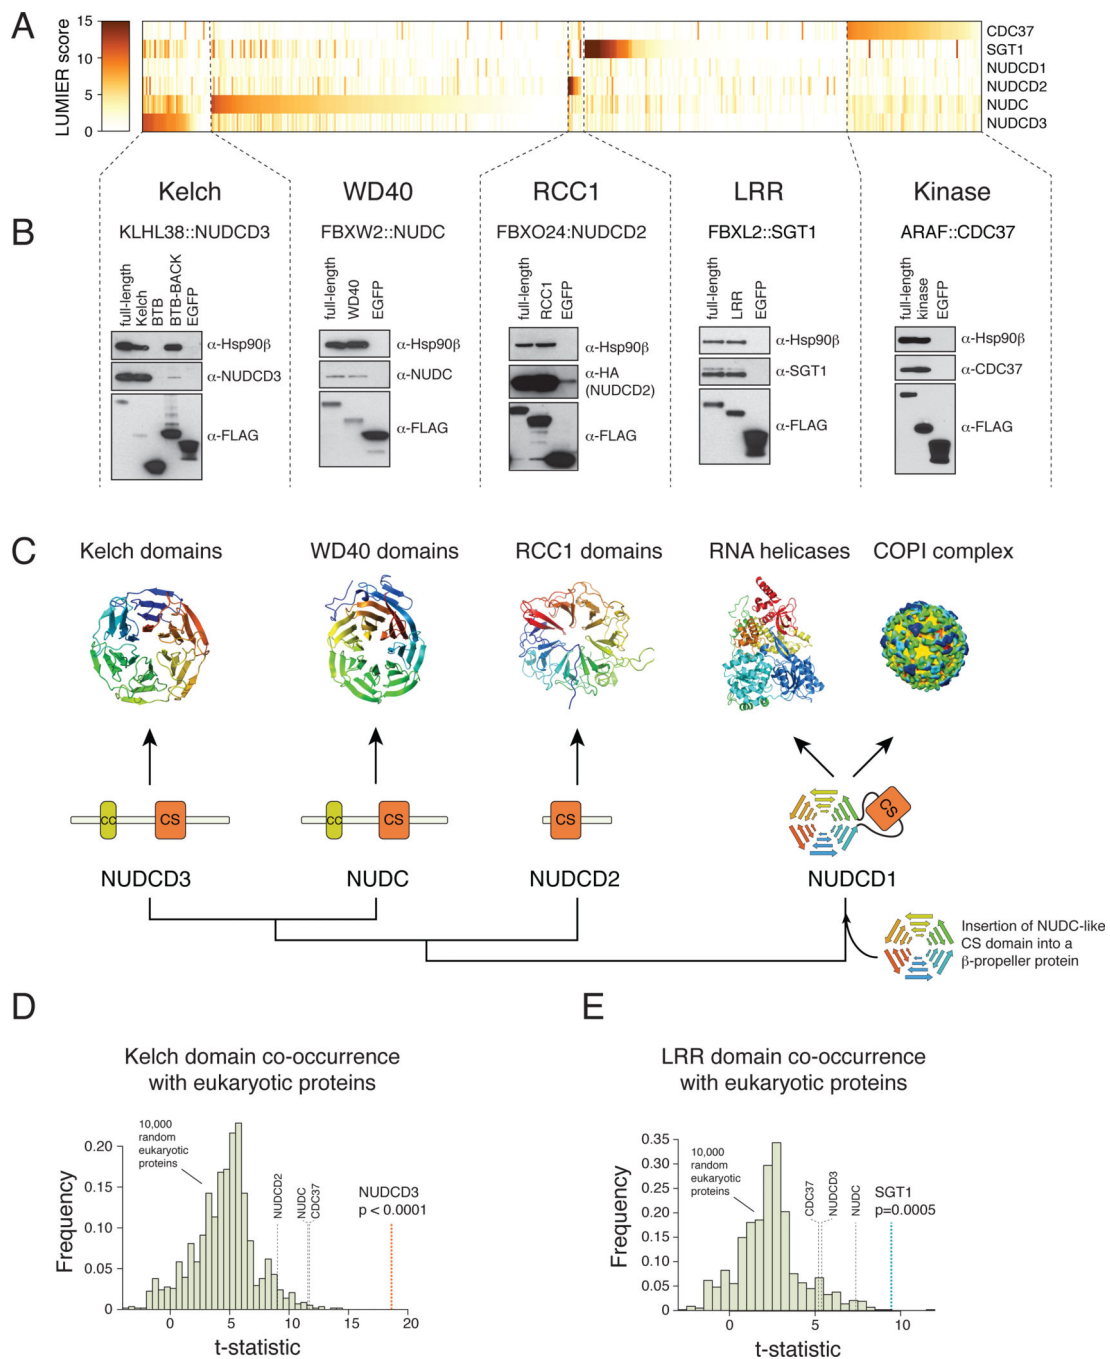 A
LUMIER score
15
10
5
0
CDC37
SGT1
NUDCD1
NUDCD2
NUDC
NUDCD3
Kelch
WD40
RCC1
LRR
Kinase
B
KLHL38::NUDCD3
FBXW2::NUDC
FBXO24:NUDCD2
FBXL2::SGT1
ARAF::CDC37
full-length
Kelch
BTB
BTB-BACK
EGFP
full-length
WD40
EGFP
full-length
RCC1
EGFP
full-length
LRR
EGFP
full-length
kinase
EGFP
α-Hsp90β
α-NUDCD3
α-FLAG
α-Hsp90β
α-NUDC
α-FLAG
α-Hsp90β
α-HA
(NUDCD2)
α-FLAG
α-Hsp90β
α-SGT1
α-FLAG
α-Hsp90β
α-CDC37
α-FLAG
C
Kelch domains
WD40 domains
RCC1 domains
RNA helicases
COPI complex
CC
CS
CC
CS
CS
CS
NUDCD3
NUDC
NUDCD2
NUDCD1
Insertion of NUDC-like
CS domain into a
β-propeller protein
D
Kelch domain co-occurrence
with eukaryotic proteins
Frequency
0.20
0.15
0.10
0.05
0
10,000
random
eukaryotic
proteins
NUDCD2
NUDC
CDC37
NUDCD3
p < 0.0001
0
5
10
15
20
t-statistic
E
LRR domain co-occurrence
with eukaryotic proteins
Frequency
0.35
0.30
0.25
0.20
0.15
0.10
0.05
0
10,000
random
eukaryotic
proteins
CDC37
NUDCD3
NUDC
SGT1
p=0.0005
0
5
10
t-statistic